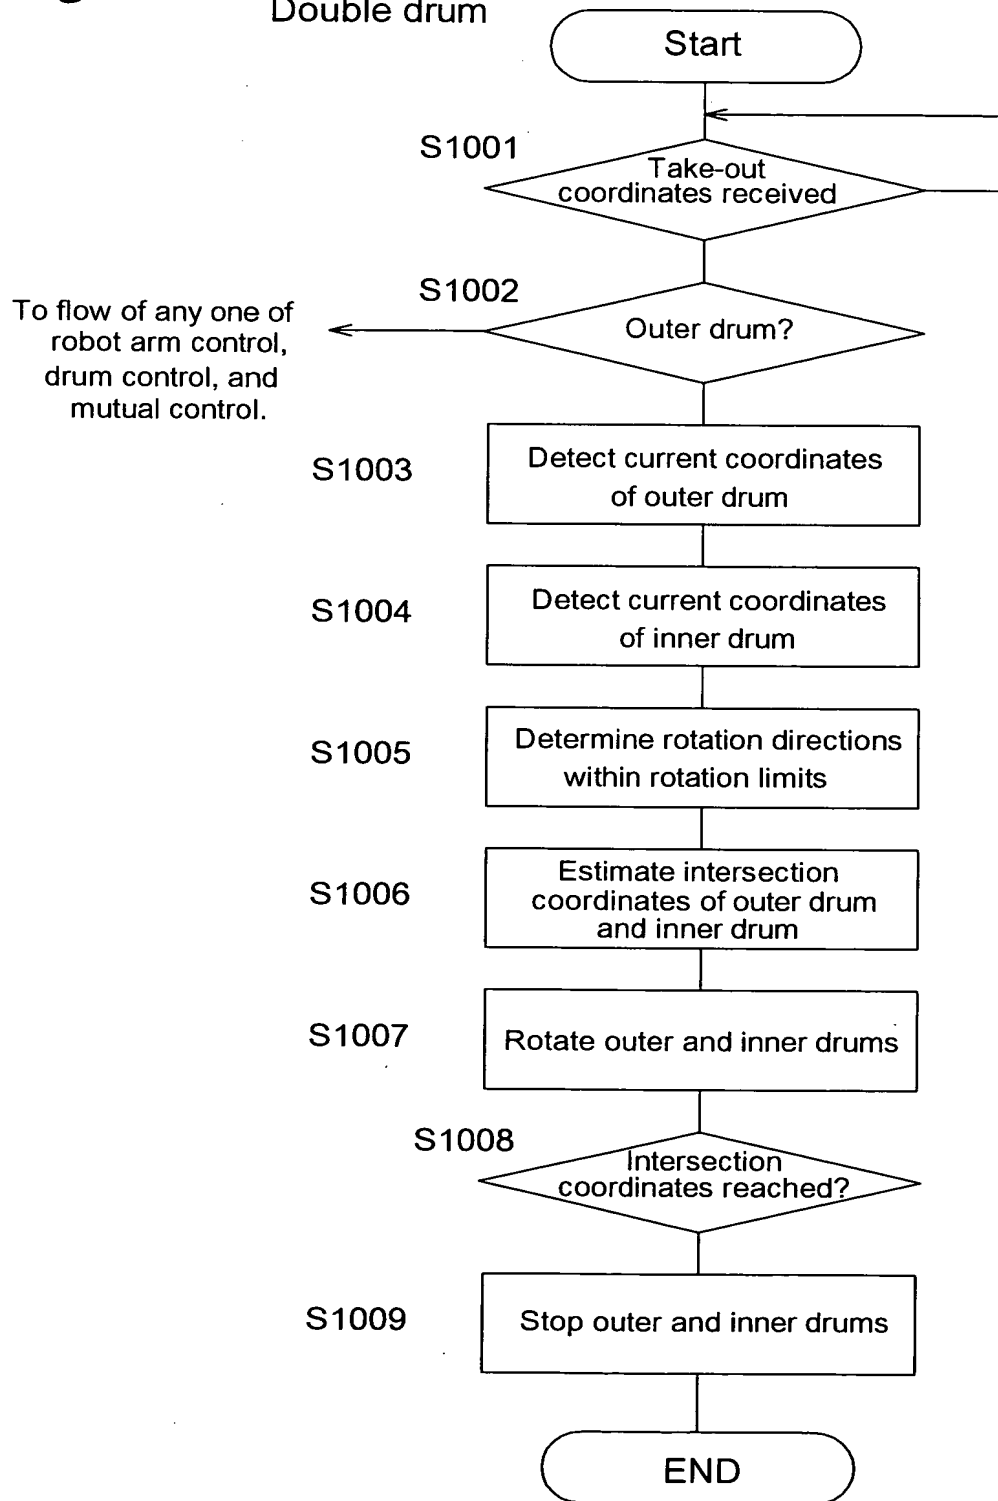 Double drum
Start
S1001
Take-out
coordinates received
S1002
Outer drum?
To flow of any one of
robot arm control,
drum control, and
mutual control.
S1003
Detect current coordinates
of outer drum
S1004
Detect current coordinates
of inner drum
S1005
Determine rotation directions
within rotation limits
S1006
Estimate intersection
coordinates of outer drum
and inner drum
S1007
Rotate outer and inner drums
S1008
Intersection
coordinates reached?
S1009
Stop outer and inner drums
END